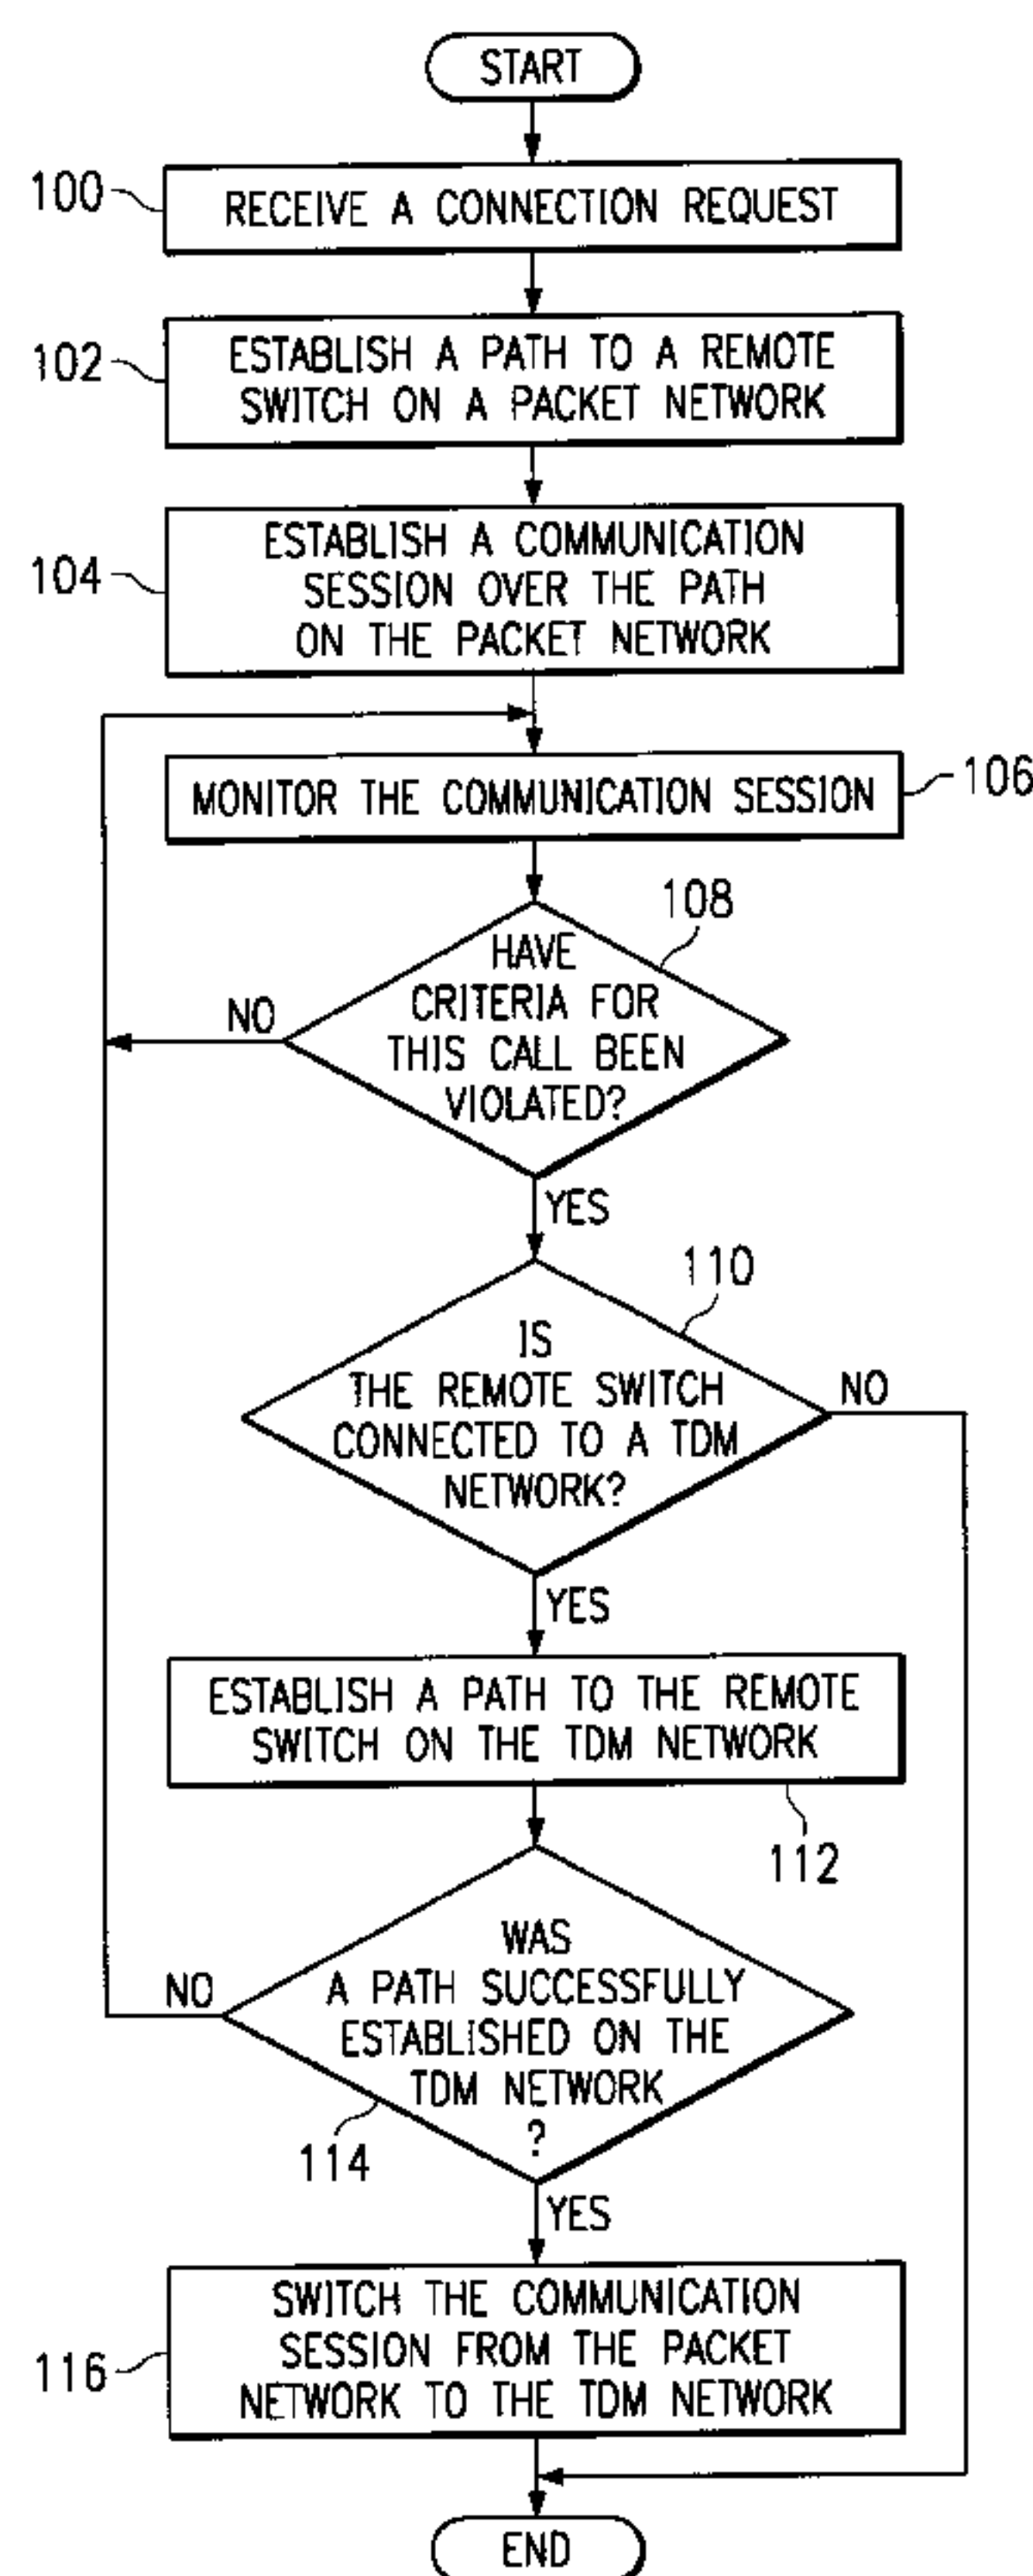 START
100
RECEIVE A CONNECTION REQUEST
102
ESTABLISH A PATH TO A REMOTE
SWITCH ON A PACKET NETWORK
104
ESTABLISH A COMMUNICATION
SESSION OVER THE PATH
ON THE PACKET NETWORK
MONITOR THE COMMUNICATION SESSION
106
108
HAVE
CRITERIA FOR
THIS CALL BEEN
VIOLATED?
NO
YES
110
IS
THE REMOTE SWITCH
CONNECTED TO A TDM
NETWORK?
NO
YES
ESTABLISH A PATH TO THE REMOTE
SWITCH ON THE TDM NETWORK
112
WAS
A PATH SUCCESSFULLY
ESTABLISHED ON THE
TDM NETWORK
?
NO
114
YES
SWITCH THE COMMUNICATION
SESSION FROM THE PACKET
NETWORK TO THE TDM NETWORK
116
END